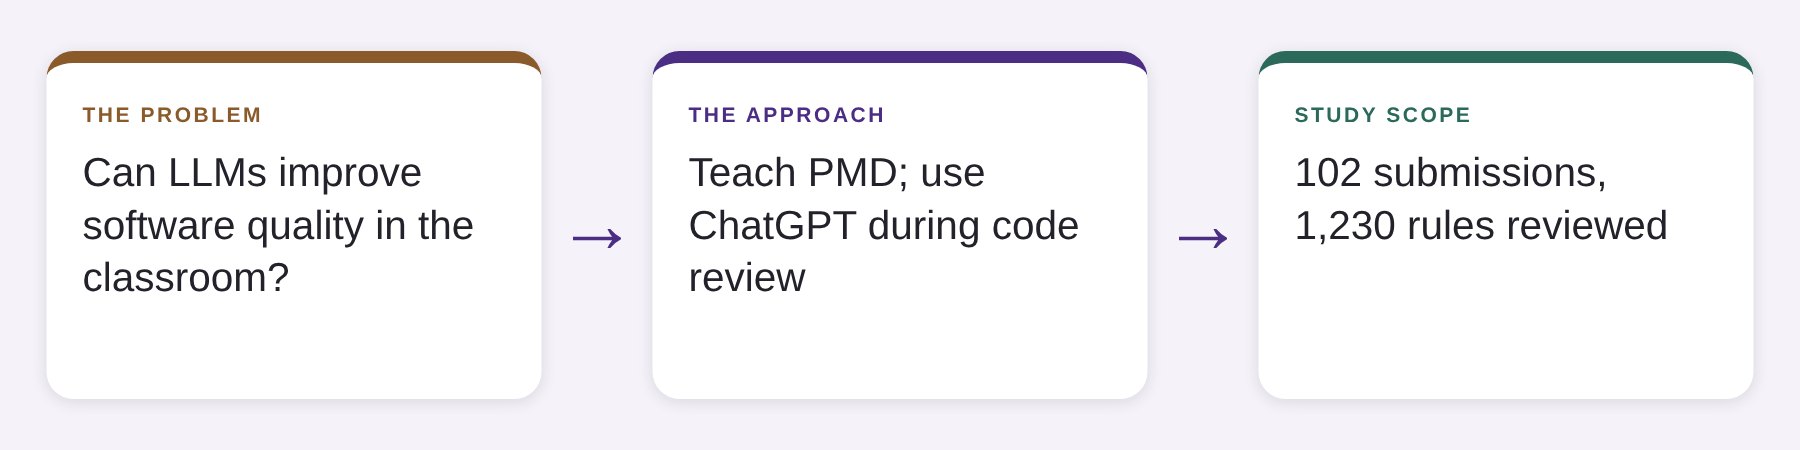 THE PROBLEM
Can LLMs improve
software quality in the
classroom?
→
THE APPROACH
Teach PMD; use
ChatGPT during code
review
→
STUDY SCOPE
102 submissions,
1,230 rules reviewed